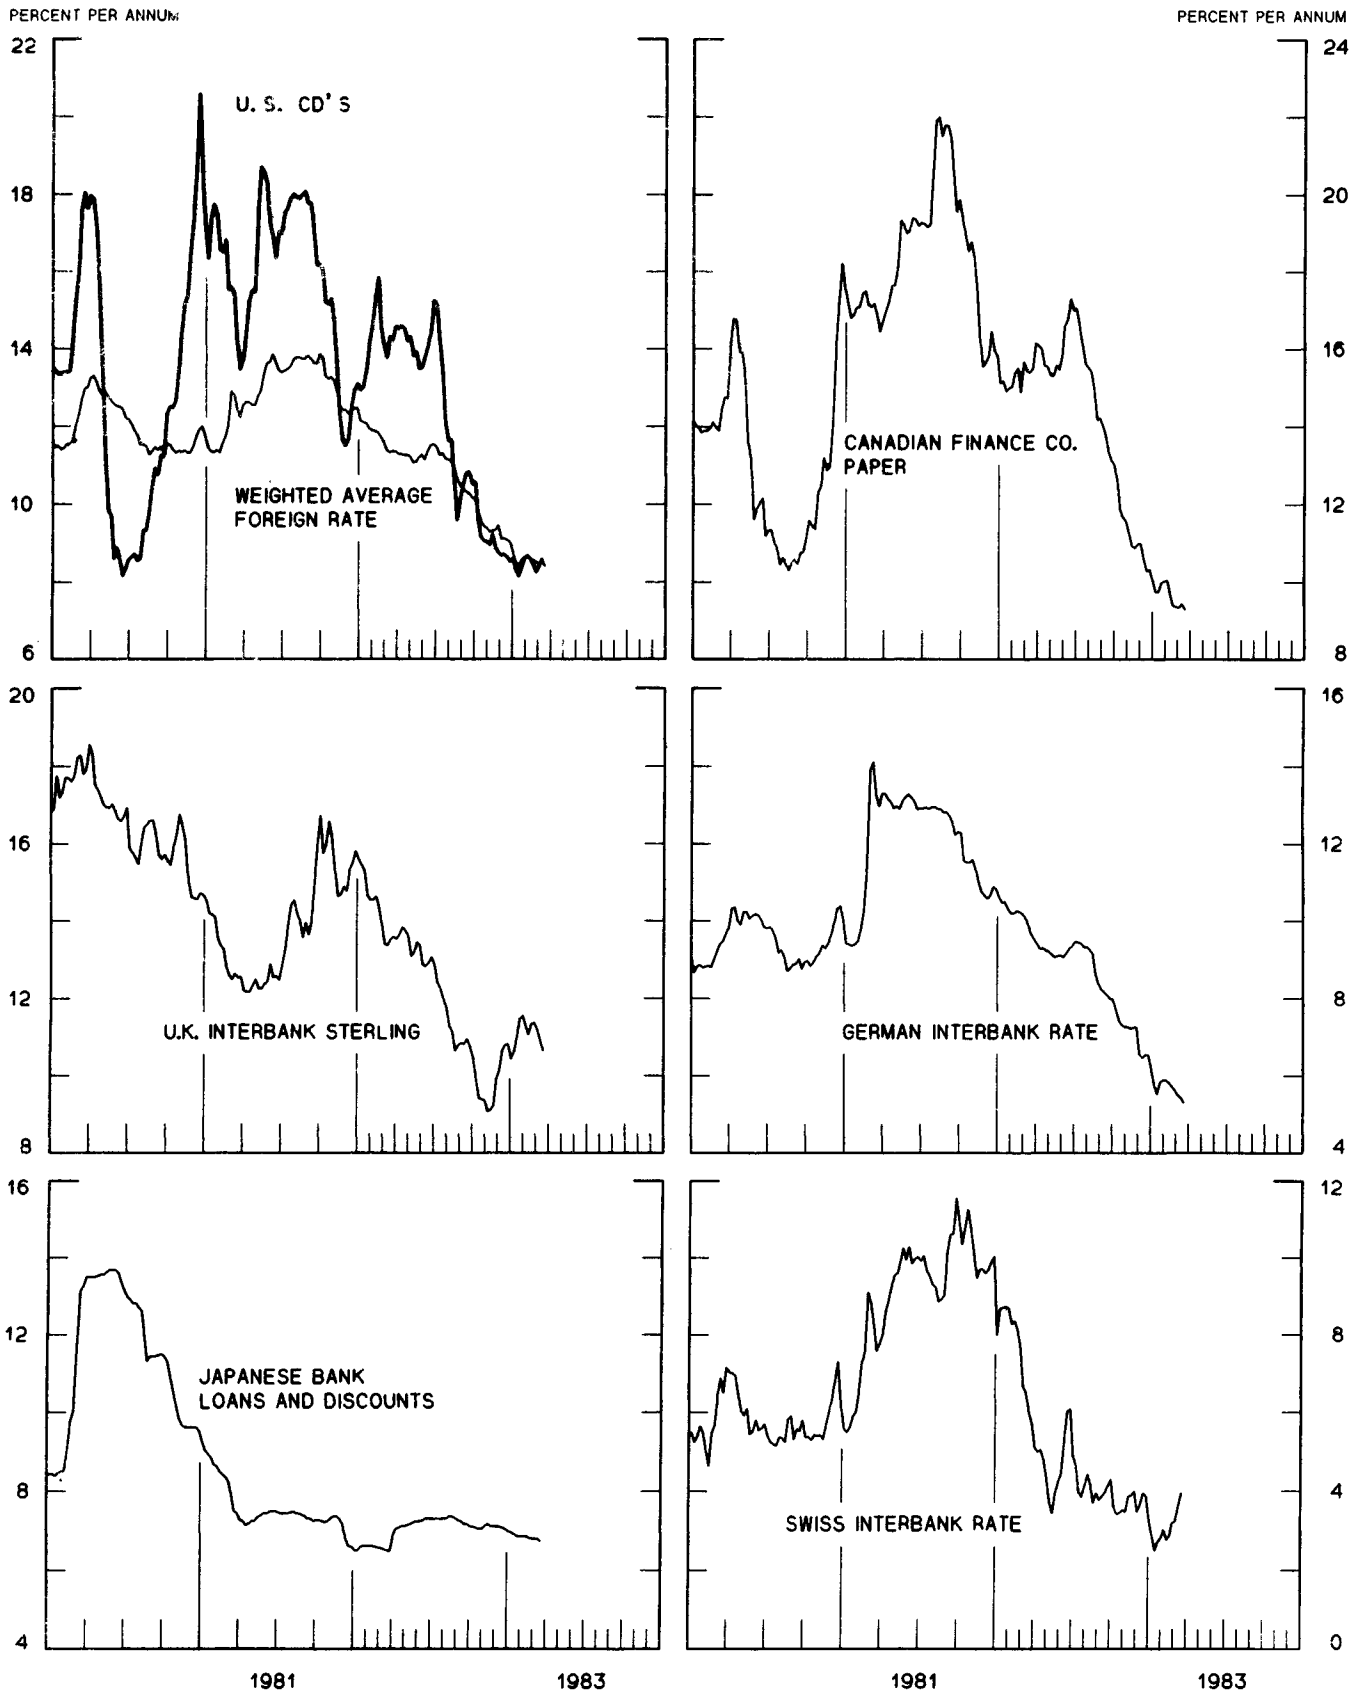 PERCENT PER ANNUM
PERCENT PER ANNUM
22
18
14
10
6
U. S. CD'S
WEIGHTED AVERAGE
FOREIGN RATE
24
20
16
12
8
CANADIAN FINANCE CO.
PAPER
20
16
12
8
U.K. INTERBANK STERLING
16
12
8
4
GERMAN INTERBANK RATE
16
12
8
4
JAPANESE BANK
LOANS AND DISCOUNTS
12
8
4
0
SWISS INTERBANK RATE
1981
1983
1981
1983